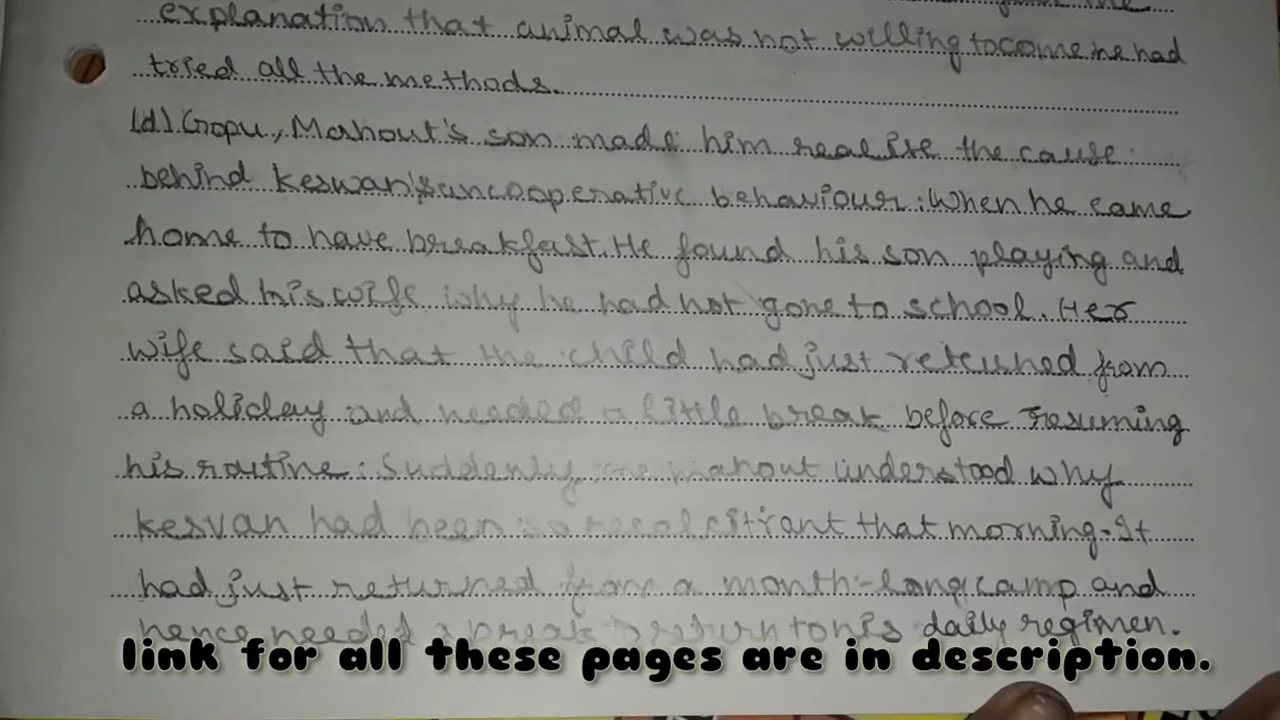 explanation that animal was not willing to come he had
tried all the methods.
(d). Gopu, Mahout's son made him realise the cause
behind Keswan's uncooperative behaviour. When he came
home to have breakfast. He found his son playing and
asked his wife why he had not gone to school. Her
wife said that the child had just returned from
a holiday and needed a little break before resuming
his routine. Suddenly the mahout understood why
kesvan had been so recalcitrant that morning. It
had just returned from a month-long camp and
hence needed a break return to his daily regimen.
link for all these pages are in description.